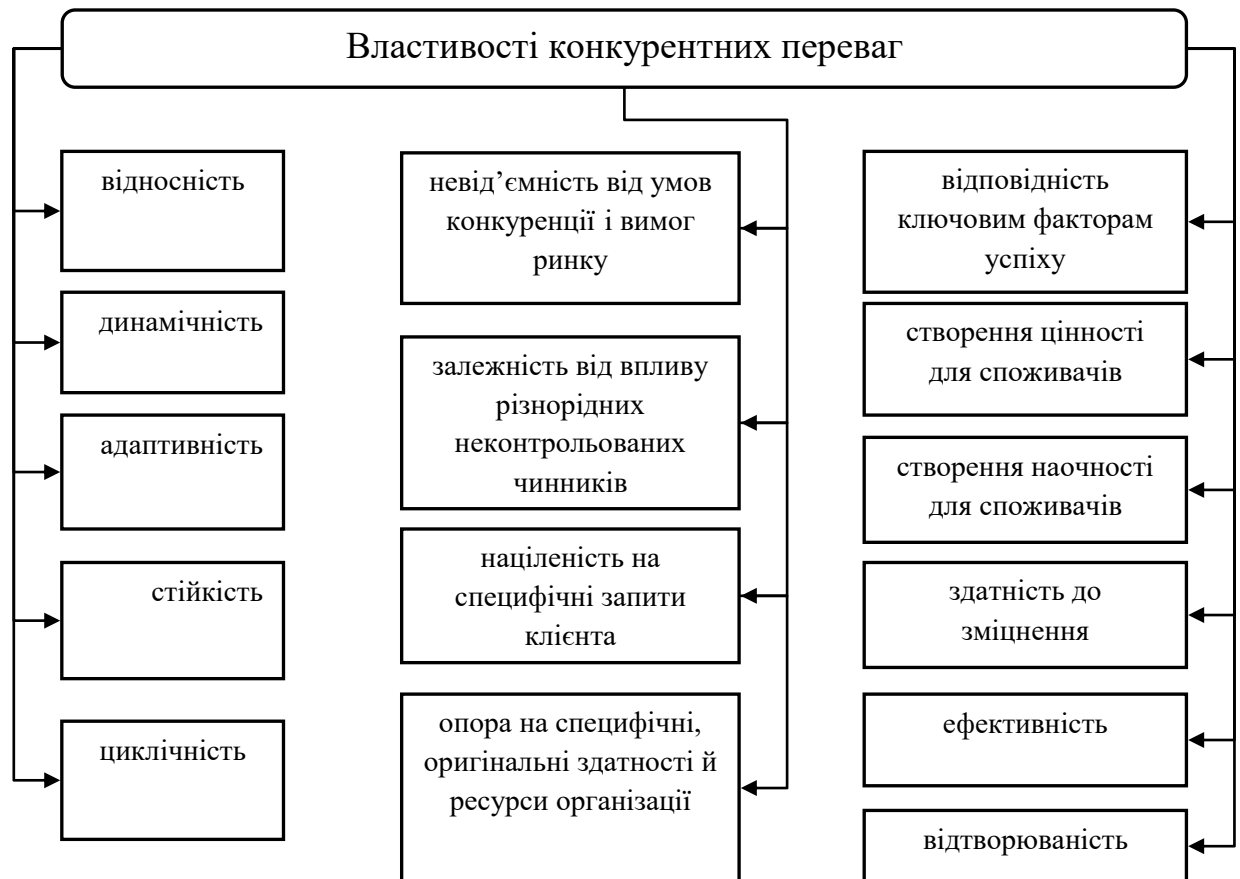 Властивості конкурентних переваг
відносність
динамічність
адаптивність
стійкість
циклічність
невід’ємність від умов
конкуренції і вимог
ринку
залежність від впливу
різнорідних
неконтрольованих
чинників
націленість на
специфічні запити
клієнта
опора на специфічні,
оригінальні здатності й
ресурси організації
відповідність
ключовим факторам
успіху
створення цінності
для споживачів
створення наочності
для споживачів
здатність до
зміцнення
ефективність
відтворюваність